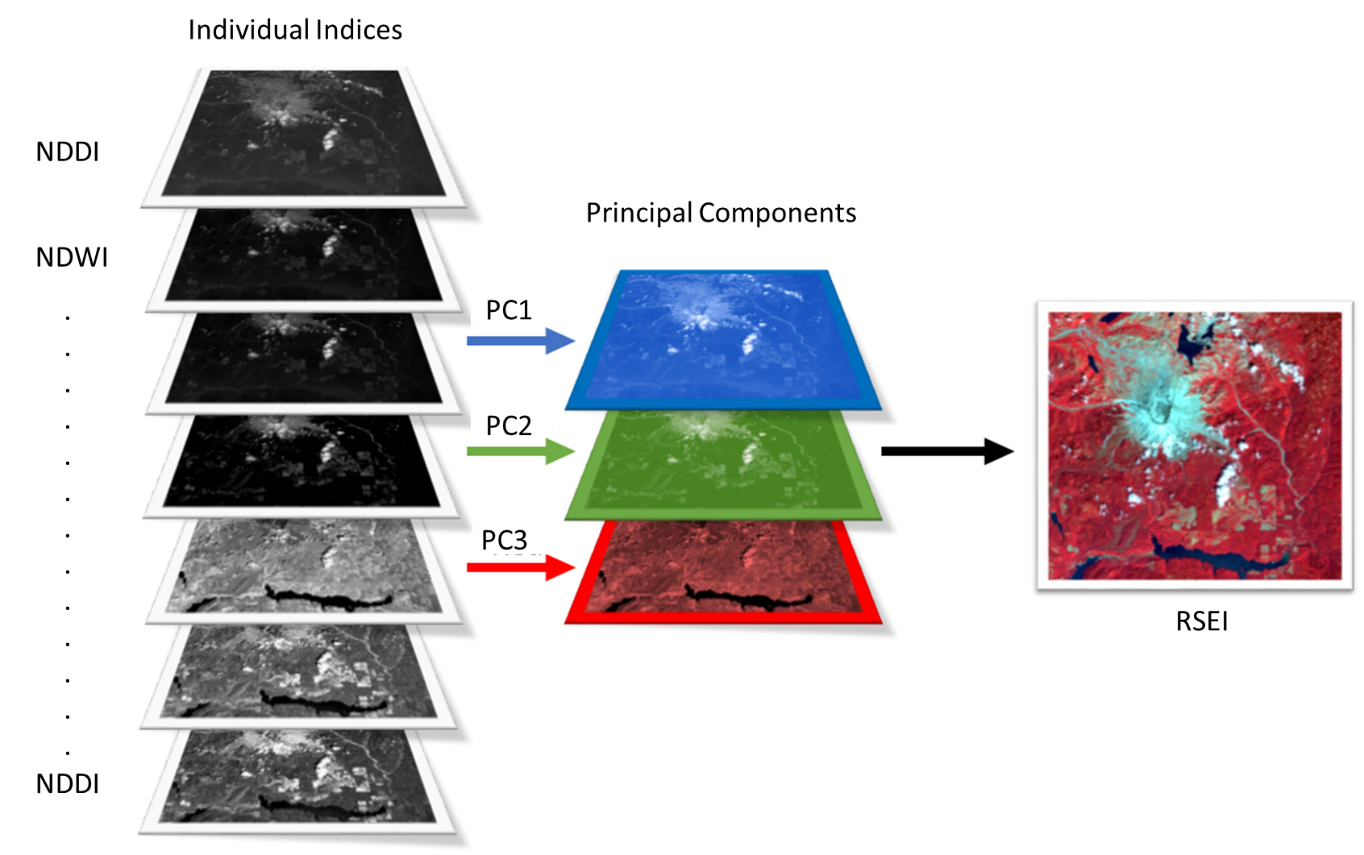 Individual Indices
NDDI
NDWI
.
.
.
.
.
.
.
.
.
.
.
.
.
NDDI
Principal Components
PC1
PC2
PC3
RSEI